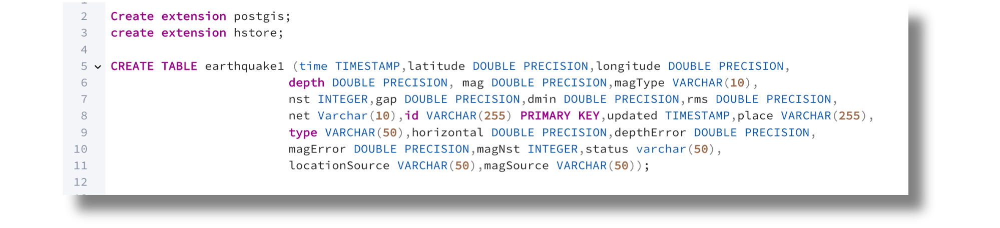 2 Create extension postgis;
3 create extension hstore;
4
5 CREATE TABLE earthquake1 (time TIMESTAMP,latitude DOUBLE PRECISION,longitude DOUBLE PRECISION,
6 depth DOUBLE PRECISION, mag DOUBLE PRECISION,magType VARCHAR(10),
7 nst INTEGER,gap DOUBLE PRECISION,dmin DOUBLE PRECISION,rms DOUBLE PRECISION,
8 net Varchar(10),id VARCHAR(255) PRIMARY KEY,updated TIMESTAMP,place VARCHAR(255),
9 type VARCHAR(50),horizontal DOUBLE PRECISION,depthError DOUBLE PRECISION,
10 magError DOUBLE PRECISION,magNst INTEGER,status varchar(50),
11 locationSource VARCHAR(50),magSource VARCHAR(50));
12